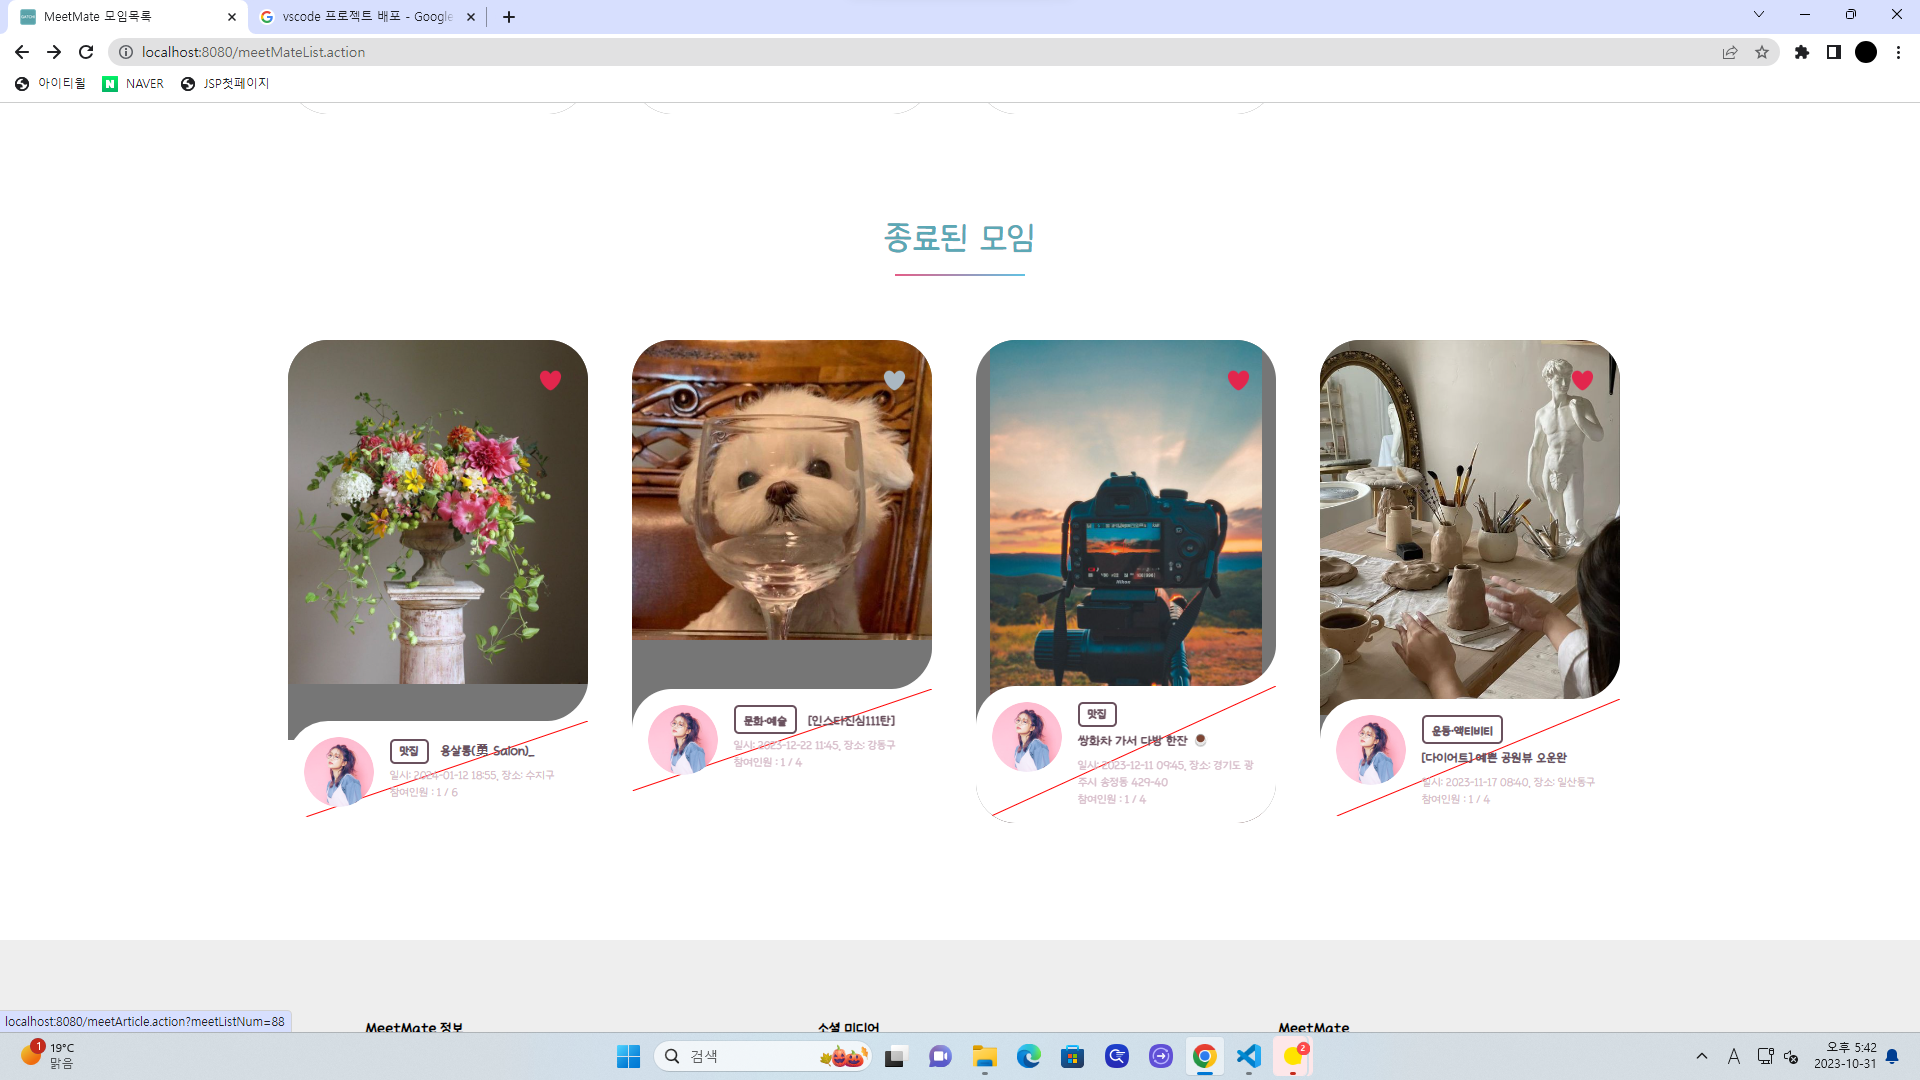 MeetMate 모임목록
vscode 프로젝트 배포 - Google
localhost:8080/meetMateList.action
아이티윌
NAVER
JSP첫페이지
종료된 모임
맛집
용살롱(勇 Salon)_
일시: 2024-01-12 18:55, 장소: 수지구
참여인원 : 1 / 6
문화·예술
[인스타진심111탄]
일시: 2023-12-22 11:45, 장소: 강동구
참여인원 : 1 / 4
Nikon
맛집
쌍화차 가서 다방 한잔
일시: 2023-12-11 09:45, 장소: 경기도 광
주시 송정동 429-40
참여인원 : 1 / 4
운동·액티비티
[다이어트] 예쁜 공원뷰 오운완
일시: 2023-11-17 08:40, 장소: 일산동구
참여인원 : 1 / 4
MeetMate 정보
소셜 미디어
MeetMate
localhost:8080/meetArticle.action?meetListNum=88
1
19°C
맑음
검색
2
A
오후 5:42
2023-10-31